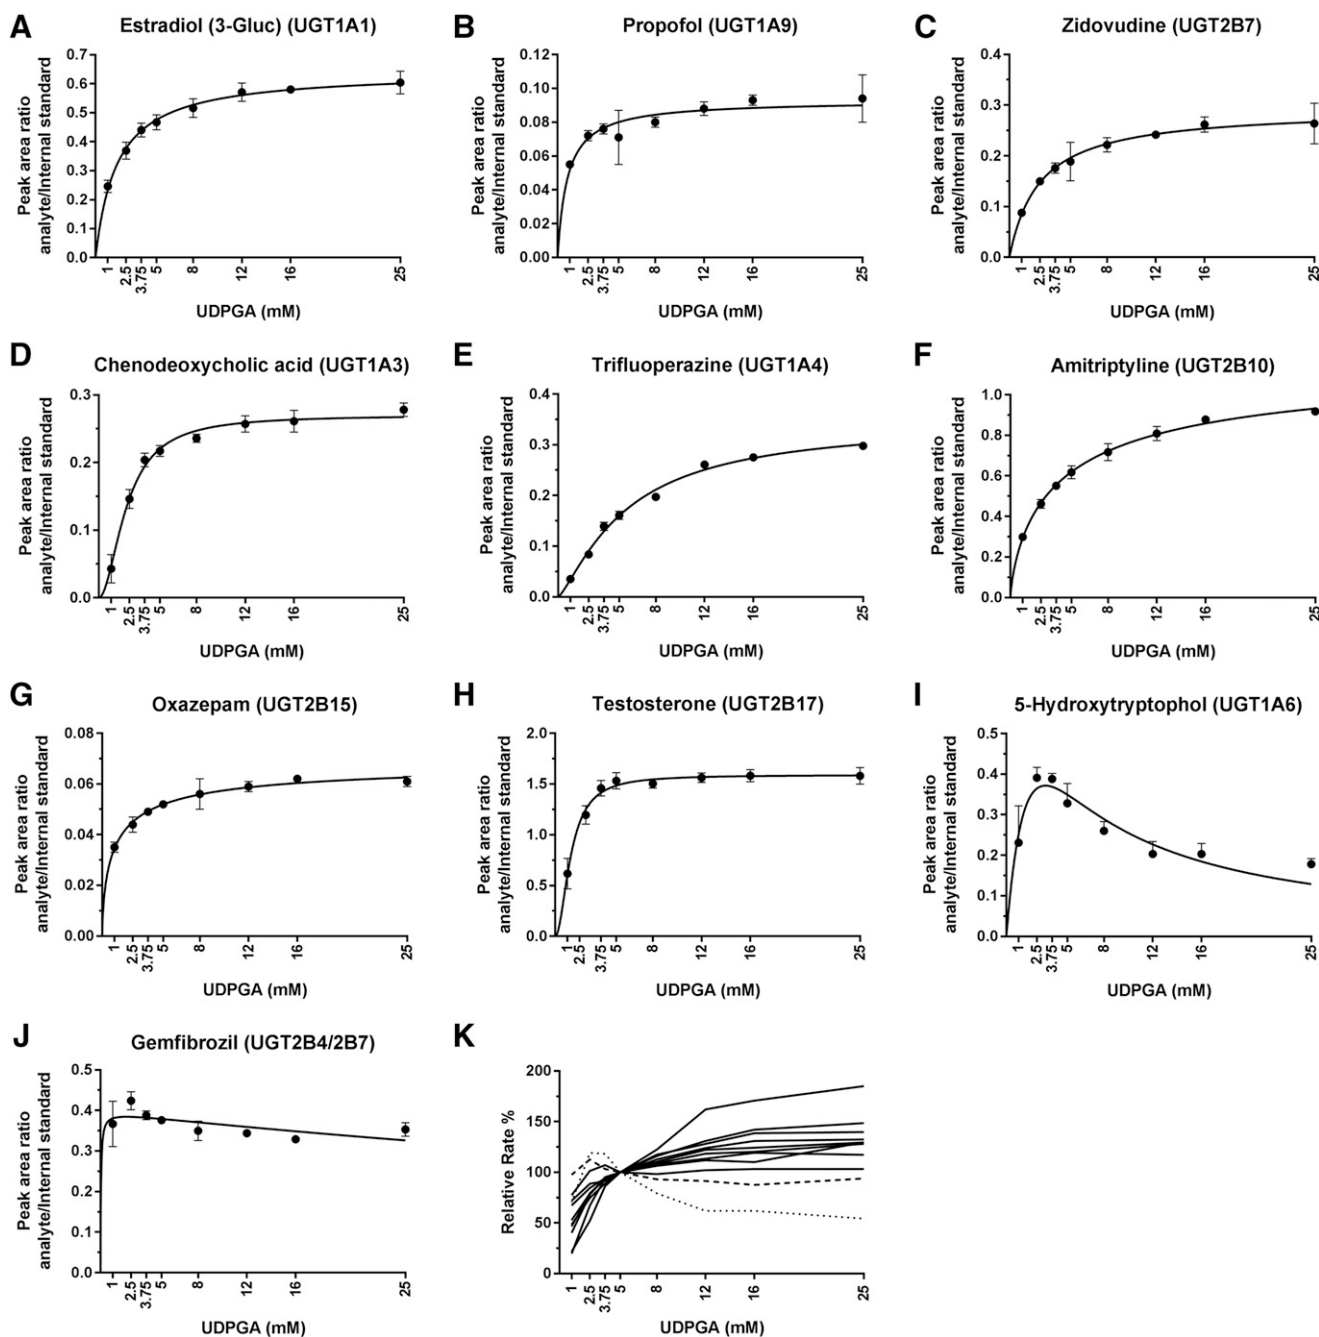 A
Estradiol (3-Gluc) (UGT1A1)
Peak area ratio
analyte/Internal standard
0.7
0.6
0.5
0.4
0.3
0.2
0.1
0.0
1
2.5
3.75
5
8
12
16
25
UDPGA (mM)
B
Propofol (UGT1A9)
Peak area ratio
analyte/Internal standard
0.12
0.10
0.08
0.06
0.04
0.02
0.00
1
2.5
3.75
5
8
12
16
25
UDPGA (mM)
C
Zidovudine (UGT2B7)
Peak area ratio
analyte/Internal standard
0.4
0.3
0.2
0.1
0.0
1
2.5
3.75
5
8
12
16
25
UDPGA (mM)
D
Chenodeoxycholic acid (UGT1A3)
Peak area ratio
analyte/Internal standard
0.3
0.2
0.1
0.0
1
2.5
3.75
5
8
12
16
25
UDPGA (mM)
E
Trifluoperazine (UGT1A4)
Peak area ratio
analyte/Internal standard
0.4
0.3
0.2
0.1
0.0
1
2.5
3.75
5
8
12
16
25
UDPGA (mM)
F
Amitriptyline (UGT2B10)
Peak area ratio
analyte/Internal standard
1.0
0.8
0.6
0.4
0.2
0.0
1
2.5
3.75
5
8
12
16
25
UDPGA (mM)
G
Oxazepam (UGT2B15)
Peak area ratio
analyte/Internal standard
0.08
0.06
0.04
0.02
0.00
1
2.5
3.75
5
8
12
16
25
UDPGA (mM)
H
Testosterone (UGT2B17)
Peak area ratio
analyte/Internal standard
2.0
1.5
1.0
0.5
0.0
1
2.5
3.75
5
8
12
16
25
UDPGA (mM)
I
5-Hydroxytryptophol (UGT1A6)
Peak area ratio
analyte/Internal standard
0.5
0.4
0.3
0.2
0.1
0.0
1
2.5
3.75
5
8
12
16
25
UDPGA (mM)
J
Gemfibrozil (UGT2B4/2B7)
Peak area ratio
analyte/Internal standard
0.5
0.4
0.3
0.2
0.1
0.0
1
2.5
3.75
5
8
12
16
25
UDPGA (mM)
K
Relative Rate %
200
150
100
50
0
1
2.5
3.75
5
8
12
16
25
UDPGA (mM)